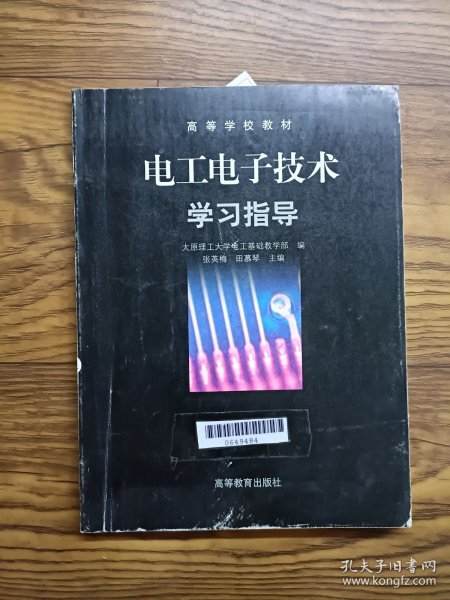 高等学校教材
电工电子技术
学习指导
太原理工大学电工基础教学部 编
张英梅 田慕琴 主编
0649484
高等教育出版社
孔夫子旧书网
www.kongfz.com